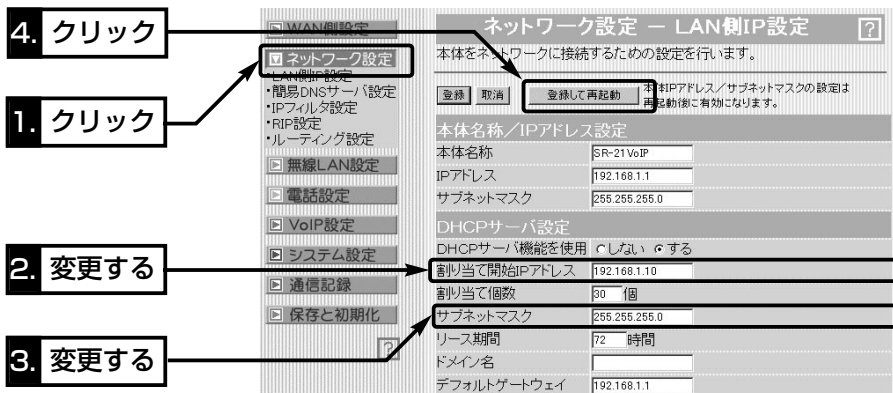 4. クリック
1. クリック
2. 変更する
3. 変更する
WAN側設定
ネットワーク設定
・LAN側IP設定
・簡易DNSサーバ設定
・IPフィルタ設定
・RIP設定
・ルーティング設定
無線LAN設定
電話設定
VoIP設定
システム設定
通信記録
保存と初期化
?
ネットワーク設定 － LAN側IP設定
?
本体をネットワークに接続するための設定を行います。
登録 取消 登録して再起動
本体IPアドレス／サブネットマスクの設定は
再起動後に有効になります。
本体名称／IPアドレス設定
本体名称 SR-21VoIP
IPアドレス 192.168.1.1
サブネットマスク 255.255.255.0
DHCPサーバ設定
DHCPサーバ機能を使用 しない する
割り当て開始IPアドレス 192.168.1.10
割り当て個数 30 個
サブネットマスク 255.255.255.0
リース期間 72 時間
ドメイン名
デフォルトゲートウェイ 192.168.1.1